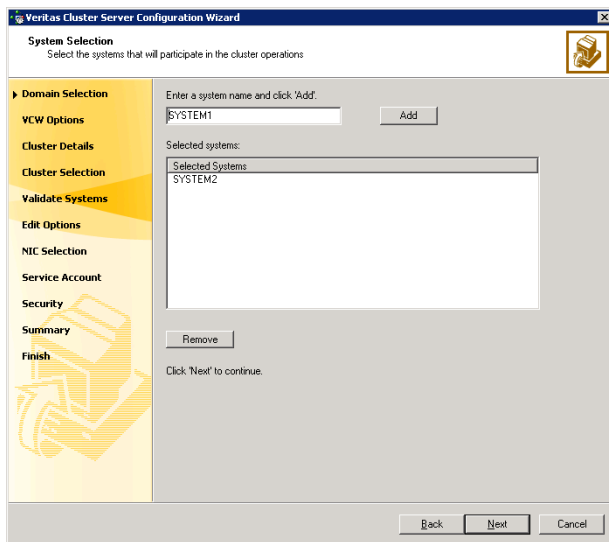 Veritas Cluster Server Configuration Wizard
System Selection
Select the systems that will participate in the cluster operations
Domain Selection
VCW Options
Cluster Details
Cluster Selection
Validate Systems
Edit Options
NIC Selection
Service Account
Security
Summary
Finish
Enter a system name and click 'Add'.
SYSTEM1
Add
Selected systems:
Selected Systems
SYSTEM2
Remove
Click 'Next' to continue.
Back
Next
Cancel